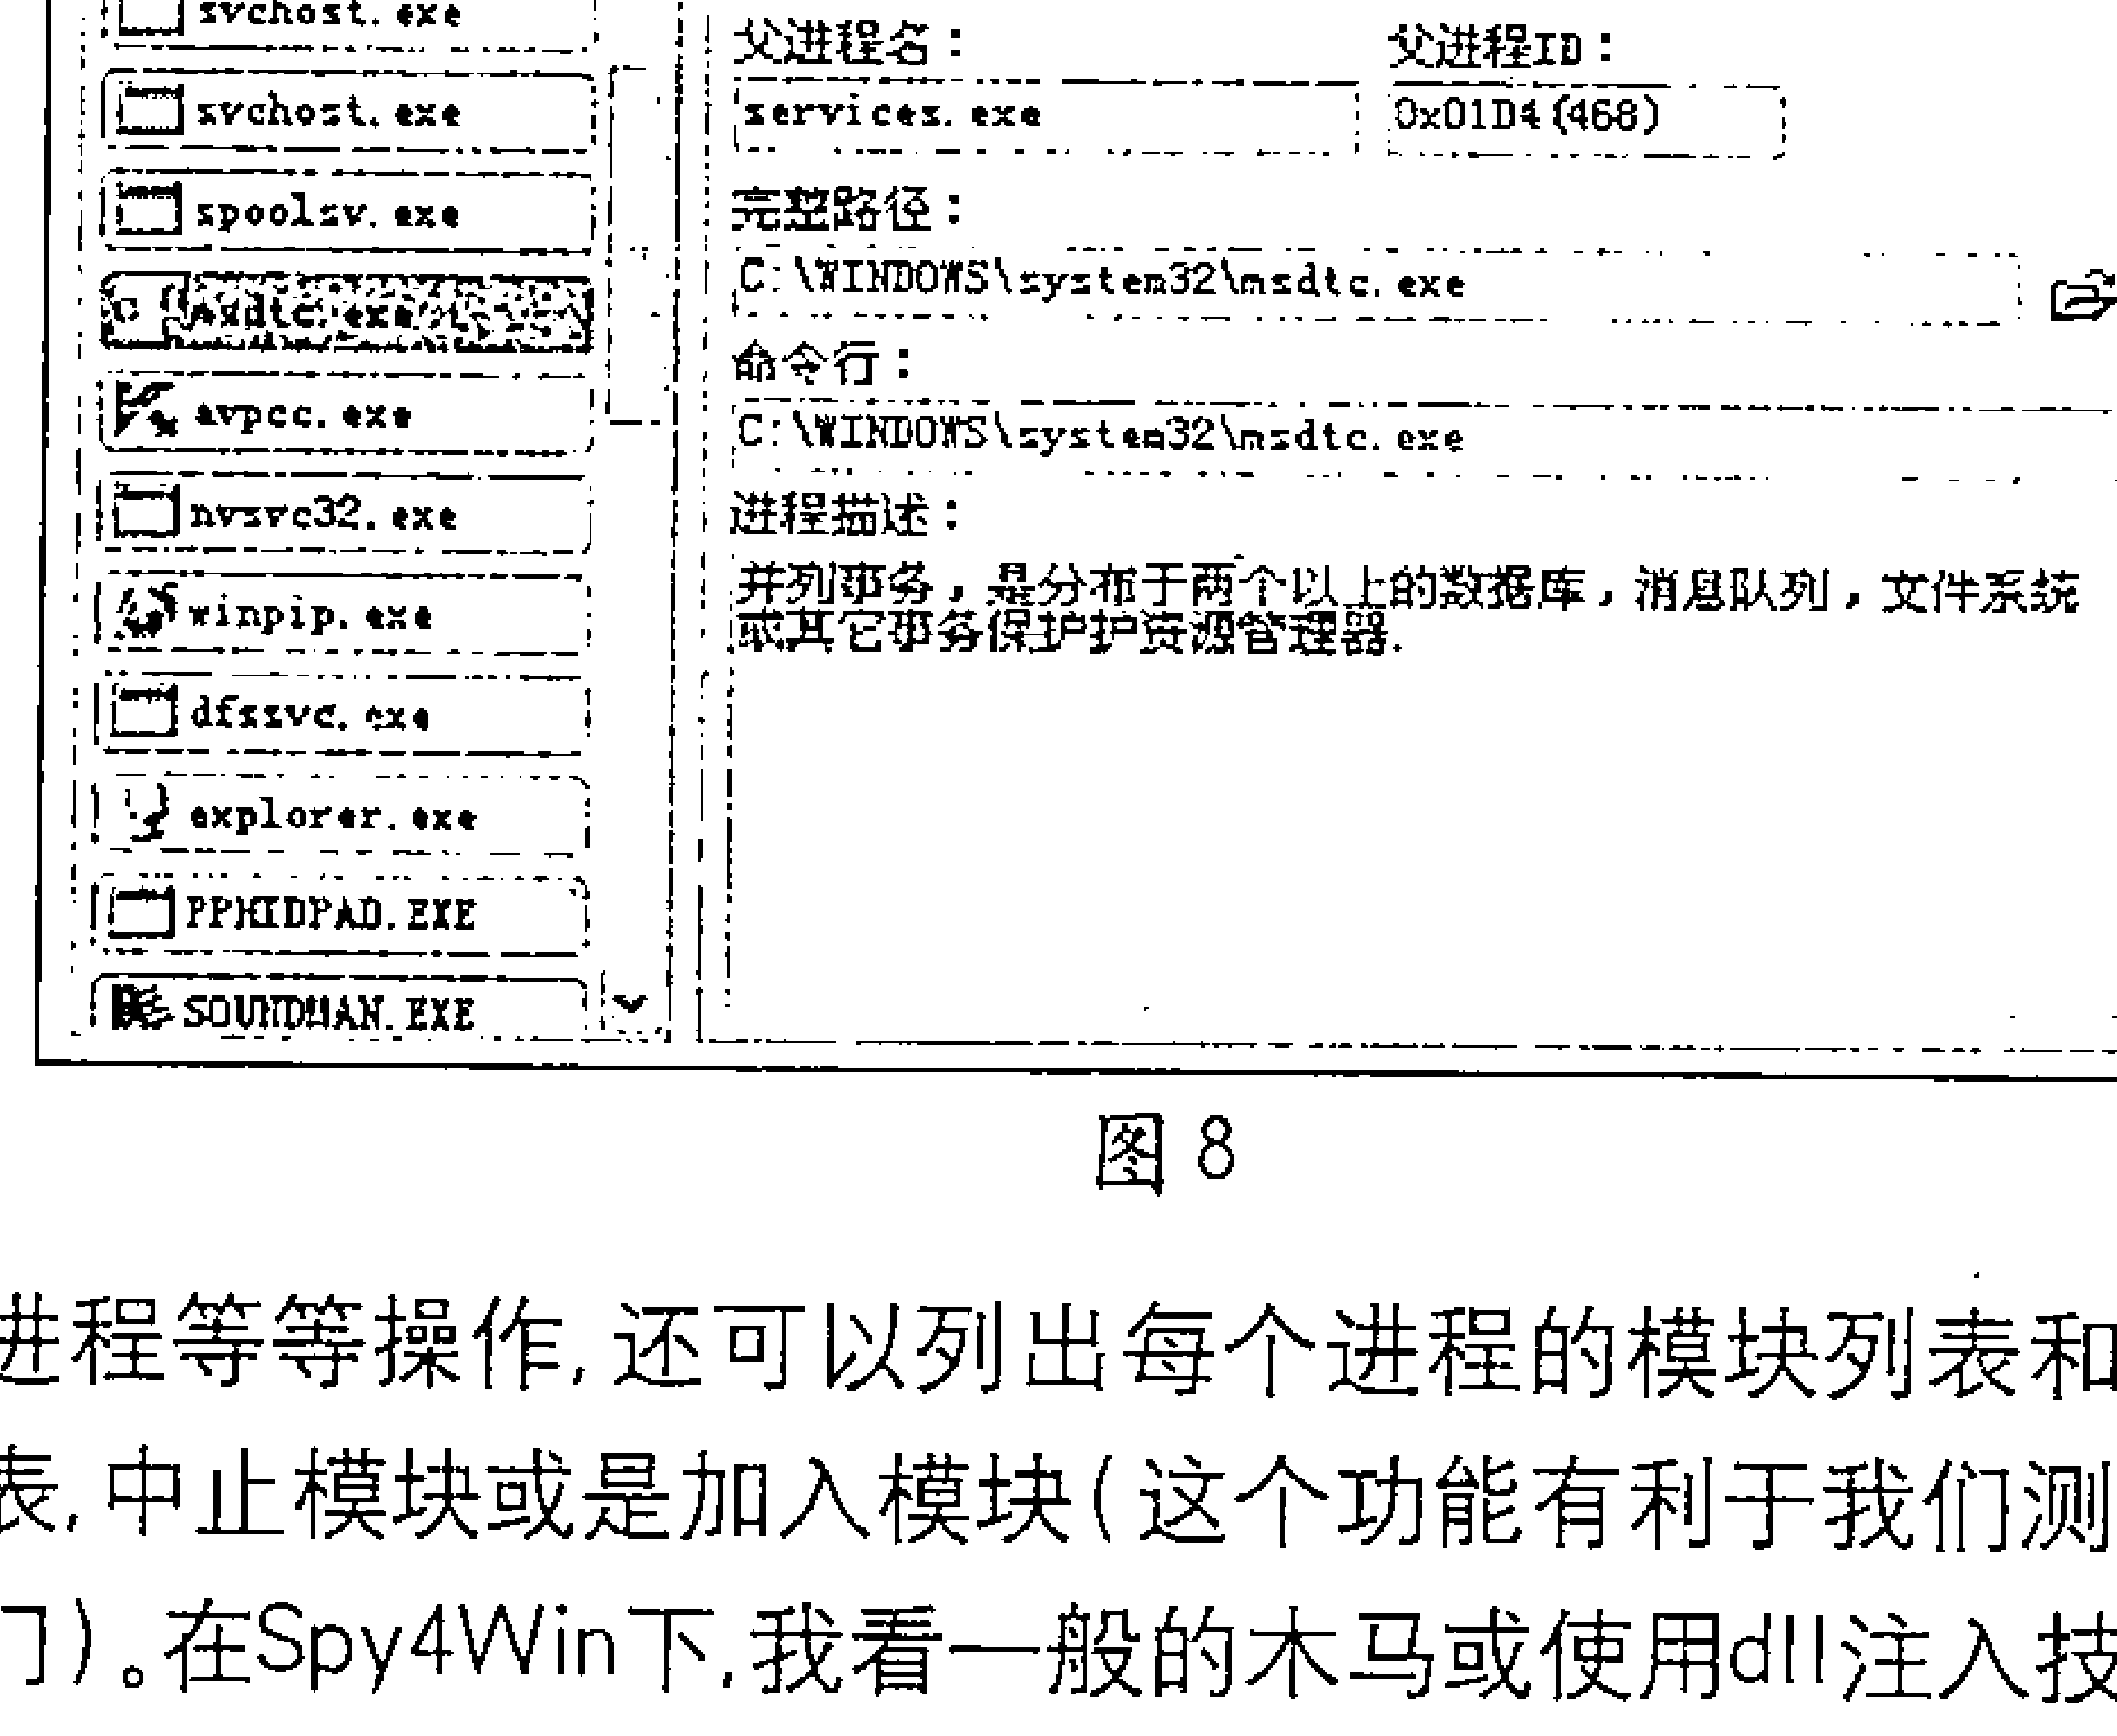 svchost.exe
svchost.exe
spoolsv.exe
msdtc.exe
avpcc.exe
nvsvc32.exe
winpip.exe
dfssvc.exe
explorer.exe
PPHIDPAD.EXE
SOUNDMAN.EXE
父进程名：
父进程ID：
services.exe
0x01D4(468)
完整路径：
C:\WINDOWS\system32\msdtc.exe
命令行：
C:\WINDOWS\system32\msdtc.exe
进程描述：
并列事务，是分布于两个以上的数据库，消息队列，文件系统
或其它事务保护护资源管理器.
图8
进程等等操作,还可以列出每个进程的模块列表和
表,中止模块或是加入模块(这个功能有利于我们测
门)。在Spy4Win下,我看一般的木马或使用dll注入技